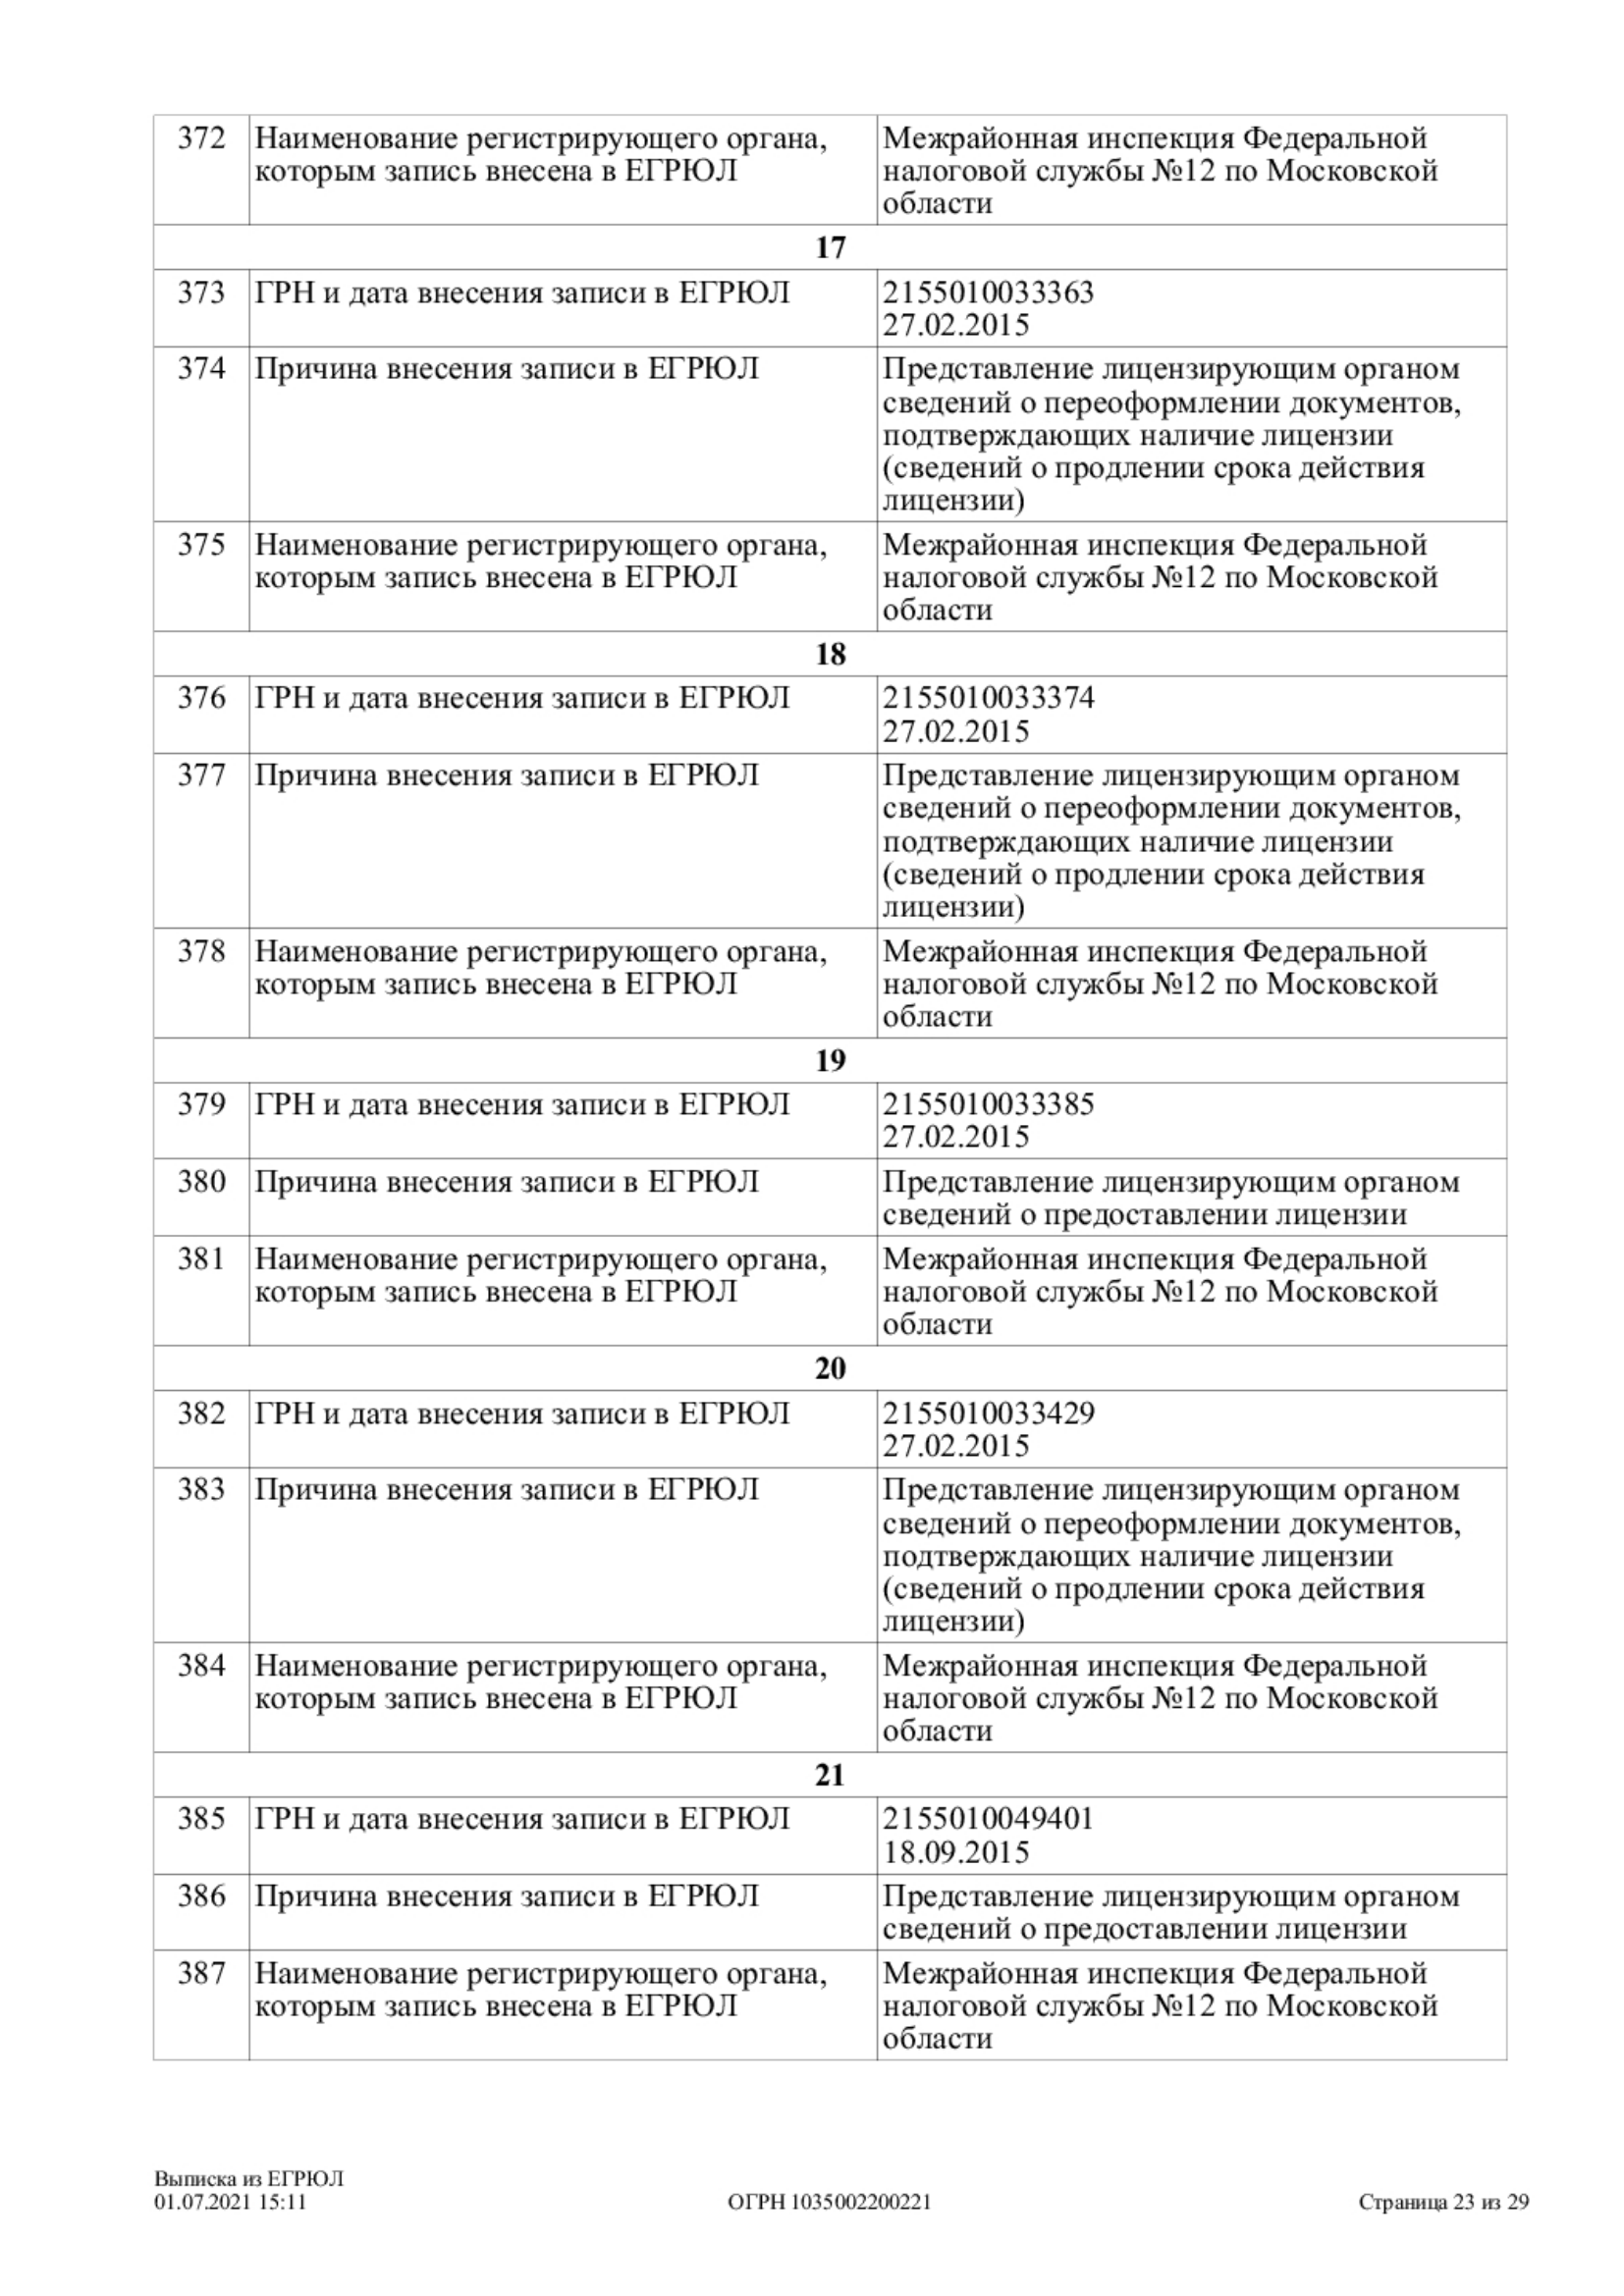 372 Наименование регистрирующего органа, Межрайонная инспекция Федеральной
которым запись внесена в ЕГРЮЛ налоговой службы №12 по Московской
области
17
373 ГРН и дата внесения записи в ЕГРЮЛ 2155010033363
27.02.2015
374 Причина внесения записи в ЕГРЮЛ Представление лицензирующим органом
сведений о переоформлении документов,
подтверждающих наличие лицензии
(сведений о продлении срока действия
лицензии)
375 Наименование регистрирующего органа, Межрайонная инспекция Федеральной
которым запись внесена в ЕГРЮЛ налоговой службы №12 по Московской
области
18
376 ГРН и дата внесения записи в ЕГРЮЛ 2155010033374
27.02.2015
377 Причина внесения записи в ЕГРЮЛ Представление лицензирующим органом
сведений о переоформлении документов,
подтверждающих наличие лицензии
(сведений о продлении срока действия
лицензии)
378 Наименование регистрирующего органа, Межрайонная инспекция Федеральной
которым запись внесена в ЕГРЮЛ налоговой службы №12 по Московской
области
19
379 ГРН и дата внесения записи в ЕГРЮЛ 2155010033385
27.02.2015
380 Причина внесения записи в ЕГРЮЛ Представление лицензирующим органом
сведений о предоставлении лицензии
381 Наименование регистрирующего органа, Межрайонная инспекция Федеральной
которым запись внесена в ЕГРЮЛ налоговой службы №12 по Московской
области
20
382 ГРН и дата внесения записи в ЕГРЮЛ 2155010033429
27.02.2015
383 Причина внесения записи в ЕГРЮЛ Представление лицензирующим органом
сведений о переоформлении документов,
подтверждающих наличие лицензии
(сведений о продлении срока действия
лицензии)
384 Наименование регистрирующего органа, Межрайонная инспекция Федеральной
которым запись внесена в ЕГРЮЛ налоговой службы №12 по Московской
области
21
385 ГРН и дата внесения записи в ЕГРЮЛ 2155010049401
18.09.2015
386 Причина внесения записи в ЕГРЮЛ Представление лицензирующим органом
сведений о предоставлении лицензии
387 Наименование регистрирующего органа, Межрайонная инспекция Федеральной
которым запись внесена в ЕГРЮЛ налоговой службы №12 по Московской
области
Выписка из ЕГРЮЛ
01.07.2021 15:11 ОГРН 1035002200221 Страница 23 из 29